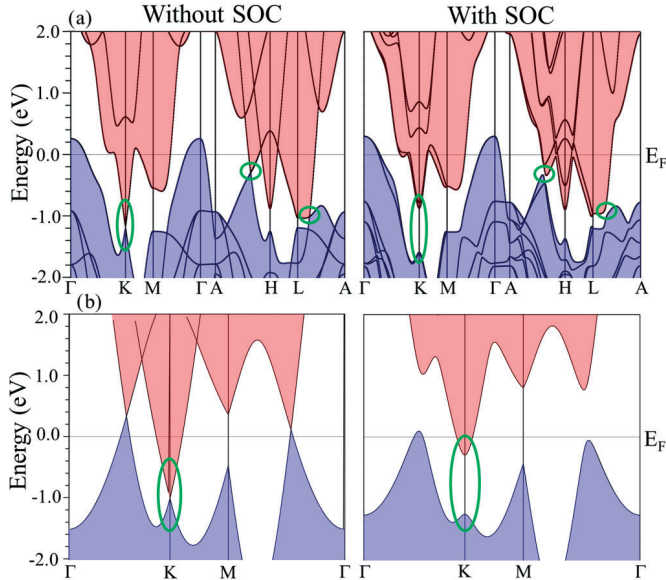 Without SOC
With SOC
(a)
2.0
1.0
0.0
-1.0
-2.0
Energy (eV)
E_F
Γ K M Γ A H L A
Γ K M Γ A H L A
(b)
2.0
1.0
0.0
-1.0
-2.0
Energy (eV)
E_F
Γ K M Γ
Γ K M Γ